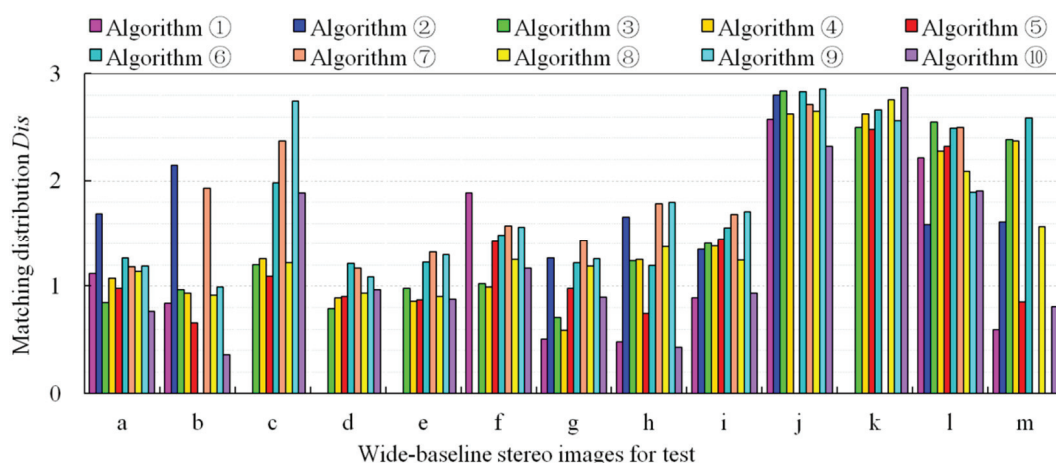 Algorithm ① Algorithm ② Algorithm ③ Algorithm ④ Algorithm ⑤
Algorithm ⑥ Algorithm ⑦ Algorithm ⑧ Algorithm ⑨ Algorithm ⑩
Matching distribution Dis
3
2
1
0
a b c d e f g h i j k l m
Wide-baseline stereo images for test